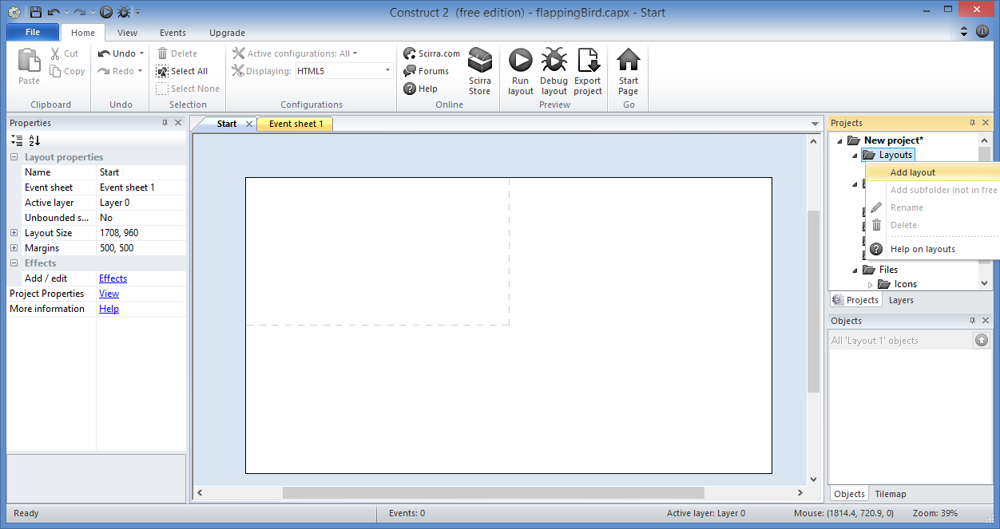 Construct 2 (free edition) - flappingBird.capx - Start
File Home View Events Upgrade
Paste
Cut
Copy
Clipboard
Undo
Redo
Undo
Delete
Select All
Select None
Selection
Active configurations: All
Displaying: HTML5
Configurations
Scirra.com
Forums
Help
Scirra Store
Online
Run layout
Debug layout
Export project
Preview
Start Page
Go
Properties
Layout properties
Name Start
Event sheet Event sheet 1
Active layer Layer 0
Unbounded s... No
Layout Size 1708, 960
Margins 500, 500
Effects
Add / edit Effects
Project Properties View
More information Help
Start Event sheet 1
Projects
New project*
Layouts
Add layout
Add subfolder (not in free
Rename
Delete
Help on layouts
Files
Icons
Projects Layers
Objects
All 'Layout 1' objects
Objects Tilemap
Ready Events: 0 Active layer: Layer 0 Mouse: (1814.4, 720.9, 0) Zoom: 39%